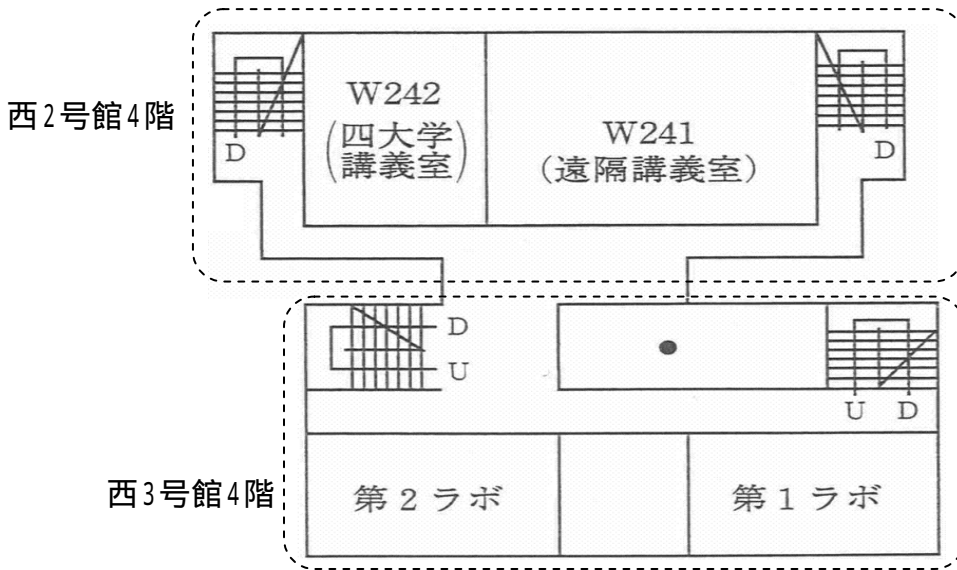 西2号館4階
W242
(四大学
講義室)
D
W241
(遠隔講義室)
D
D
U
U D
西3号館4階
第2ラボ
第1ラボ